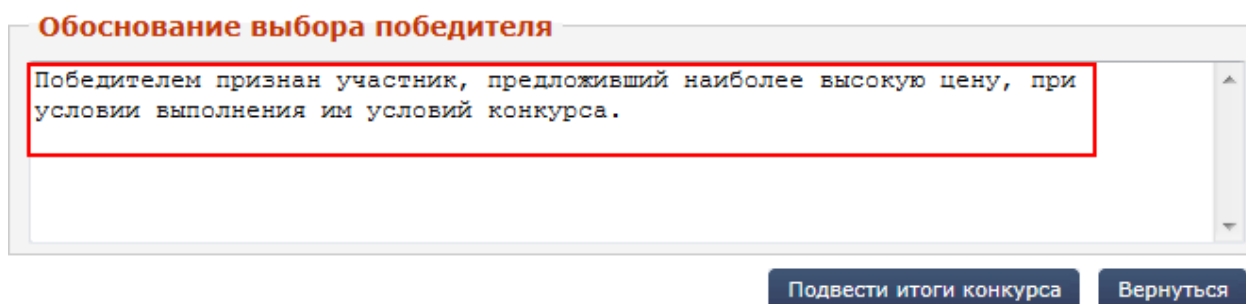 Обоснование выбора победителя
Победителем признан участник, предложивший наиболее высокую цену, при
условии выполнения им условий конкурса.
Подвести итоги конкурса Вернуться